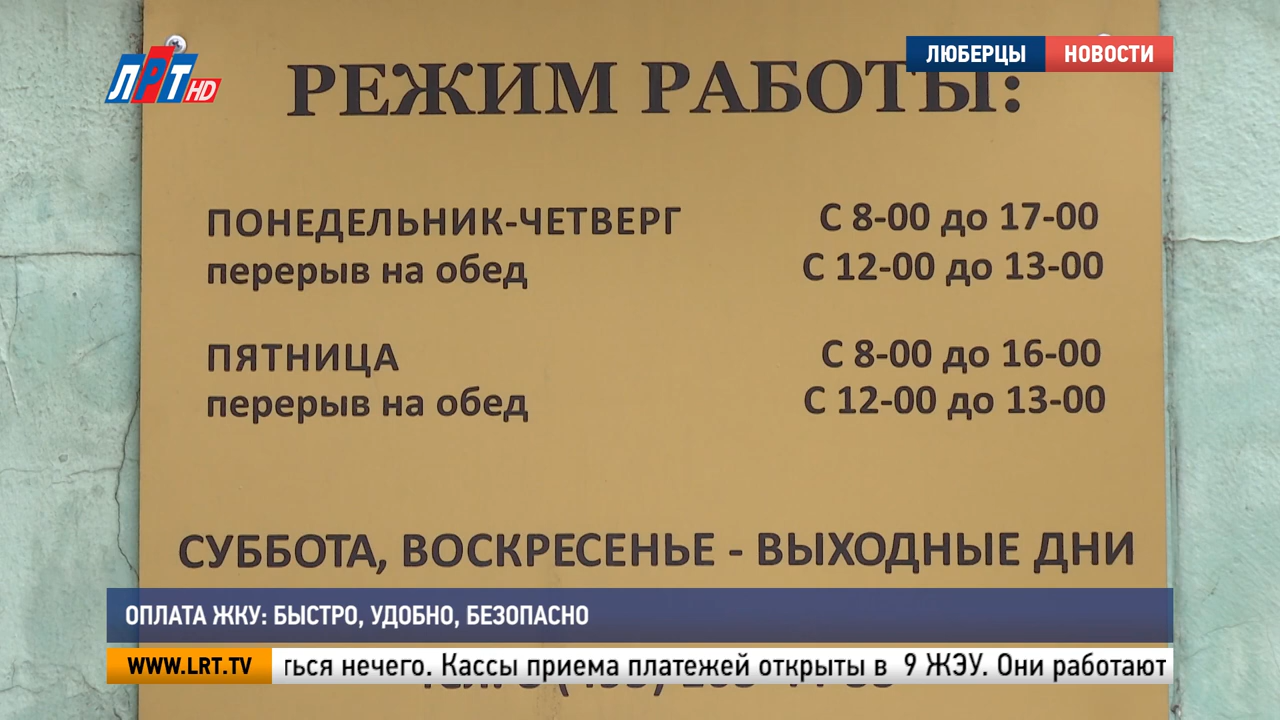 ЛРТ HD
ЛЮБЕРЦЫ НОВОСТИ
РЕЖИМ РАБОТЫ:
ПОНЕДЕЛЬНИК-ЧЕТВЕРГ С 8-00 до 17-00
перерыв на обед С 12-00 до 13-00
ПЯТНИЦА С 8-00 до 16-00
перерыв на обед С 12-00 до 13-00
СУББОТА, ВОСКРЕСЕНЬЕ - ВЫХОДНЫЕ ДНИ
ОПЛАТА ЖКУ: БЫСТРО, УДОБНО, БЕЗОПАСНО
WWW.LRT.TV ться нечего. Кассы приема платежей открыты в 9 ЖЭУ. Они работают